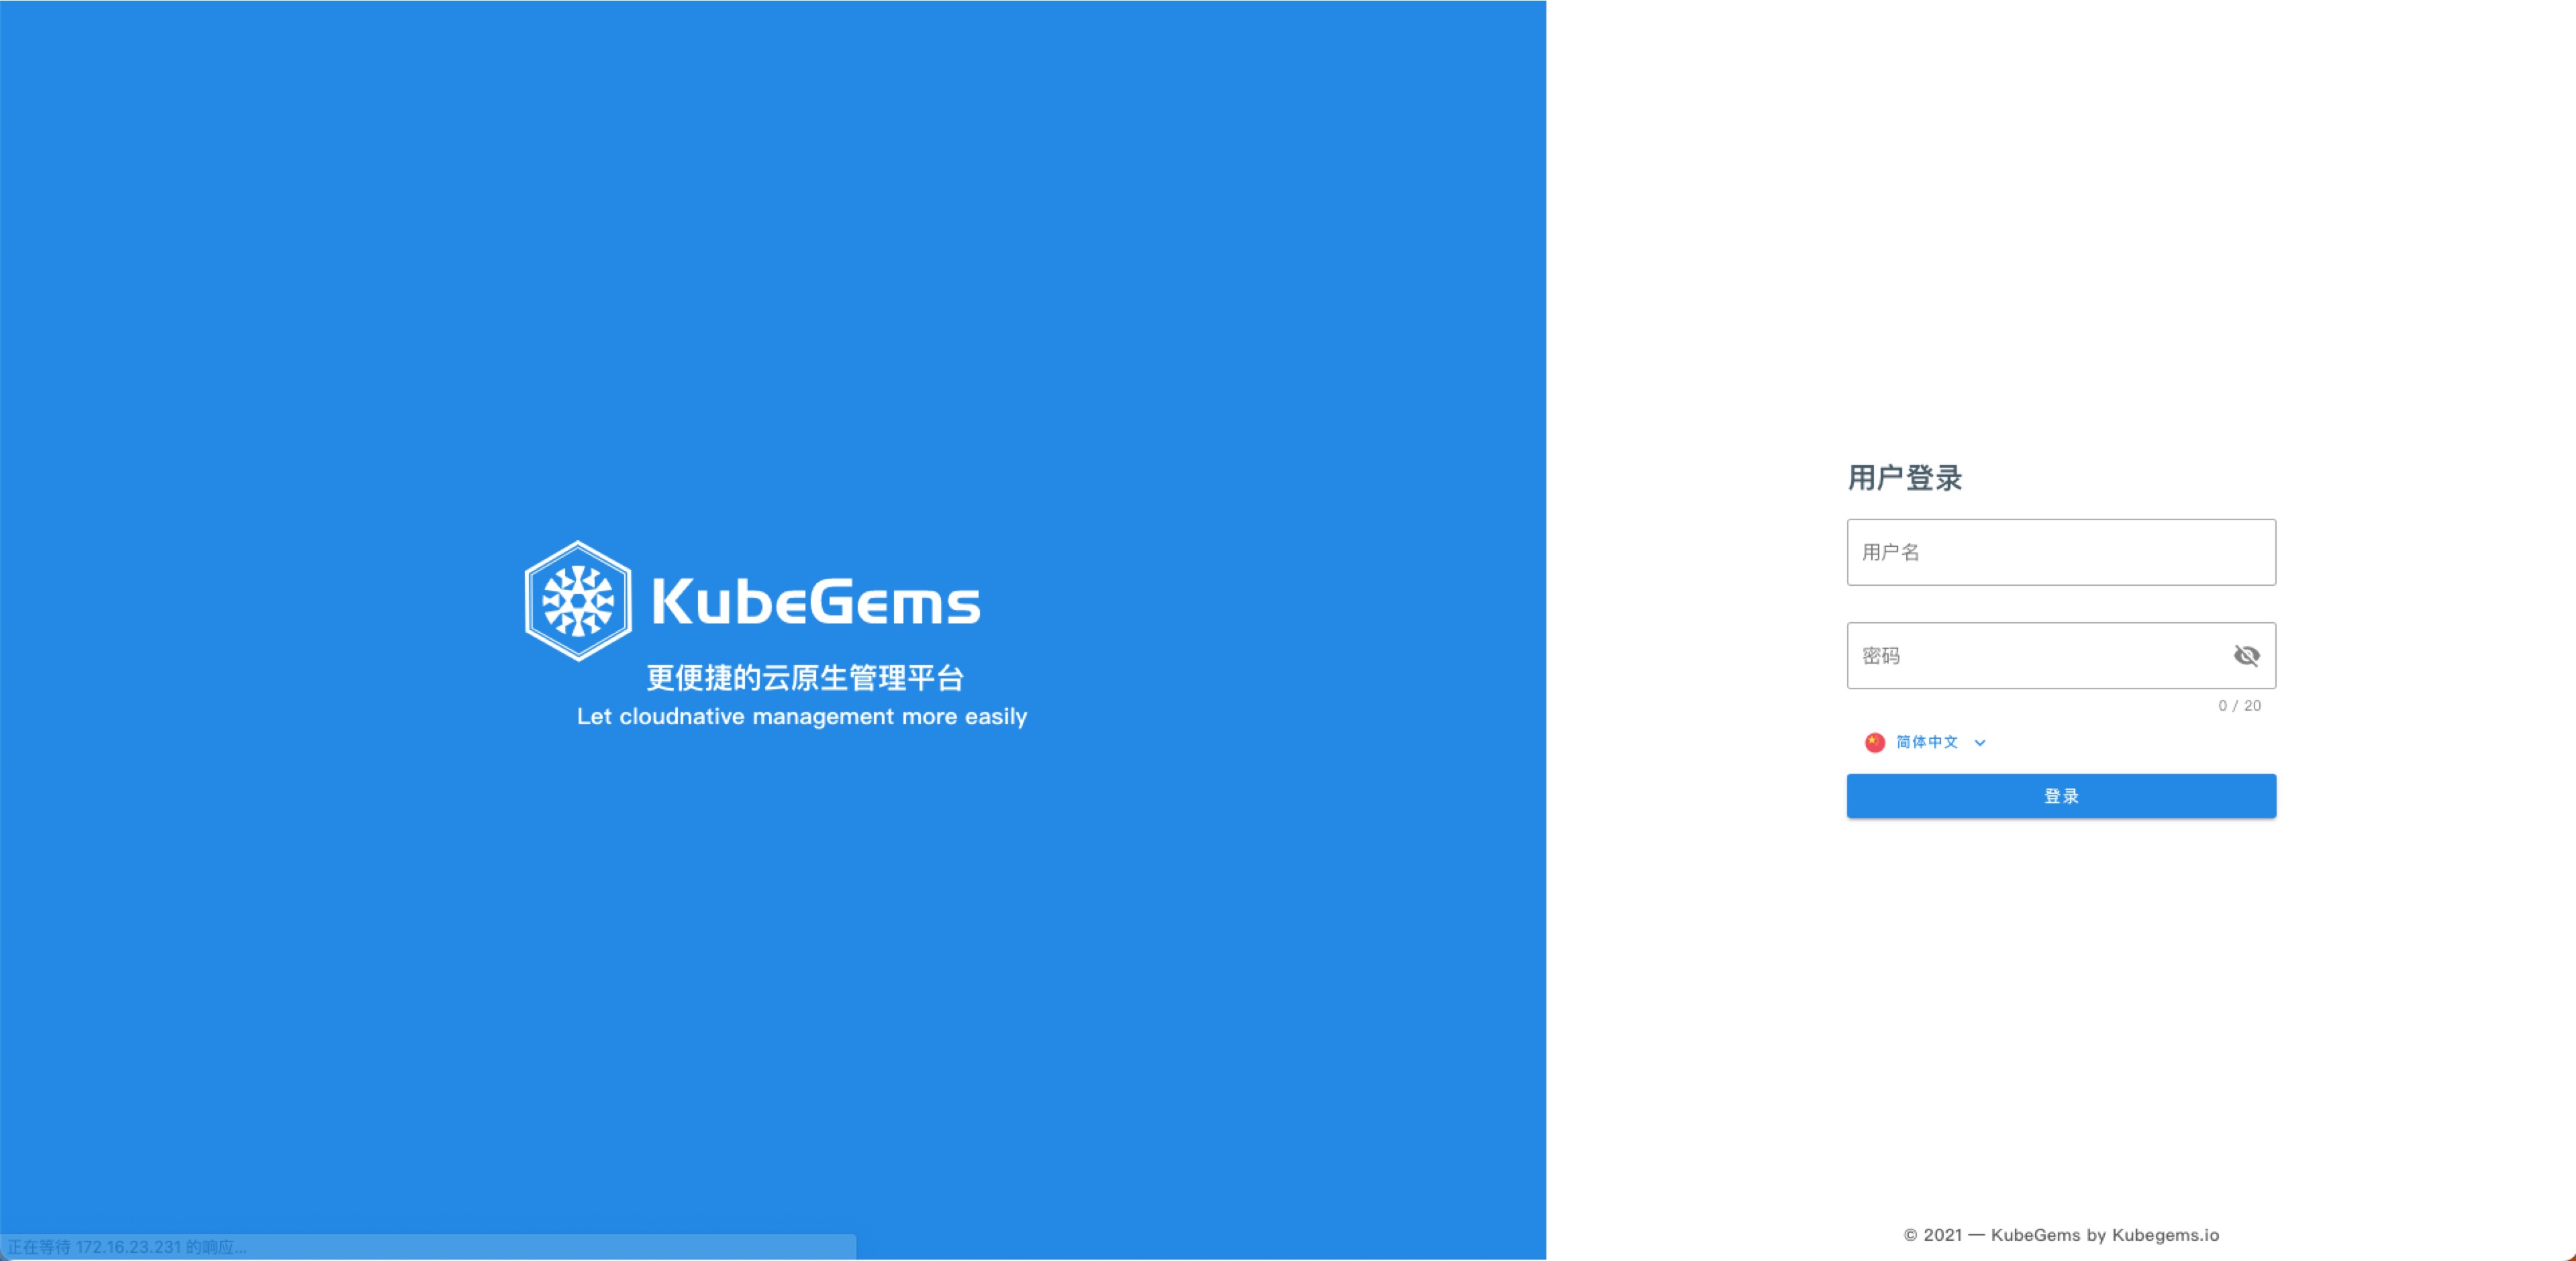 KubeGems
更便捷的云原生管理平台
Let cloudnative management more easily
正在等待 172.16.23.231 的响应...
用户登录
用户名
密码
0 / 20
简体中文
登录
© 2021 — KubeGems by Kubegems.io